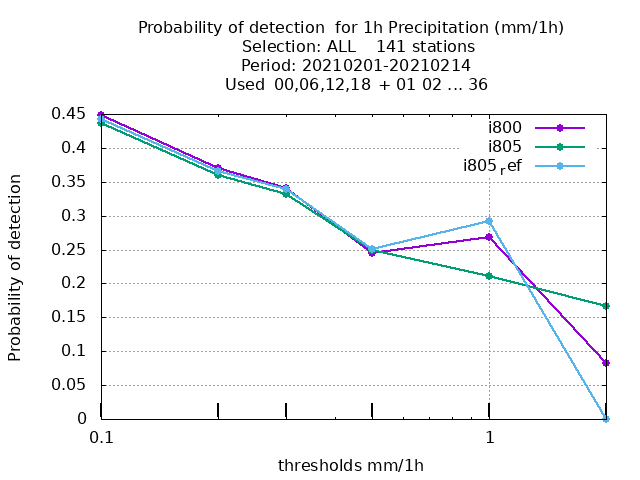 Probability of detection  for 1h Precipitation (mm/1h)
Selection: ALL    141 stations
Period: 20210201-20210214
Used  00,06,12,18  + 01 02 ... 36
0.45
0.4
0.35
0.3
0.25
0.2
0.15
0.1
0.05
0
Probability of detection
i800
i805
i805ref
0.1
1
thresholds mm/1h